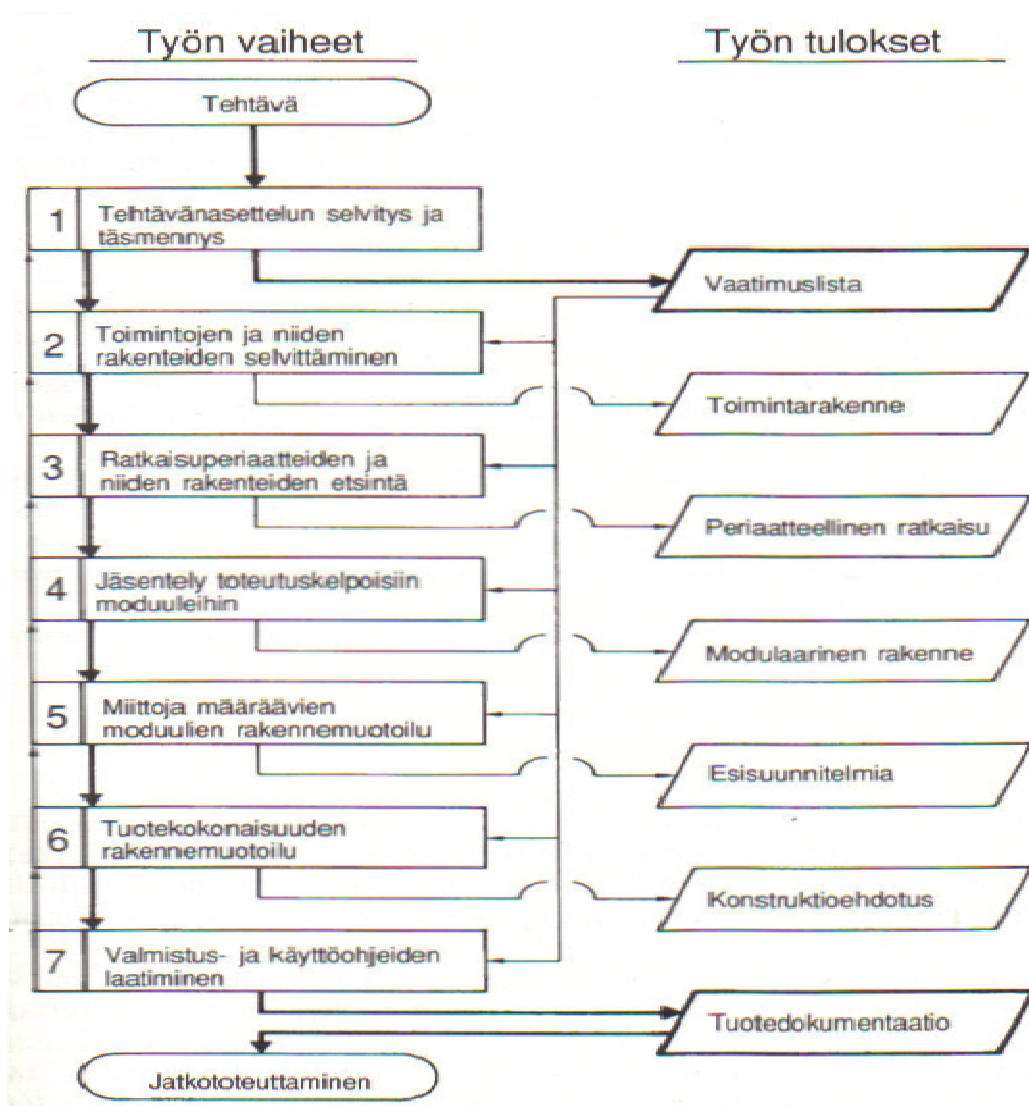 Työn vaiheet
Työn tulokset
Tehtävä
1
Tehtävänasettelun selvitys ja
täsmennys
Vaatimuslista
2
Toimintojen ja niiden
rakenteiden selvittäminen
Toimintarakenne
3
Ratkaisuperiaatteiden ja
niiden rakenteiden etsintä
Periaatteellinen ratkaisu
4
Jäsentely toteutuskelpoisiin
moduuleihin
Modulaarinen rakenne
5
Mittoja määräävien
moduulien rakennemuotoilu
Esisuunnitelmia
6
Tuotekokonaisuuden
rakennemuotoilu
Konstruktioehdotus
7
Valmistus- ja käyttöohjeiden
laatiminen
Tuotedokumentaatio
Jatkototeuttaminen